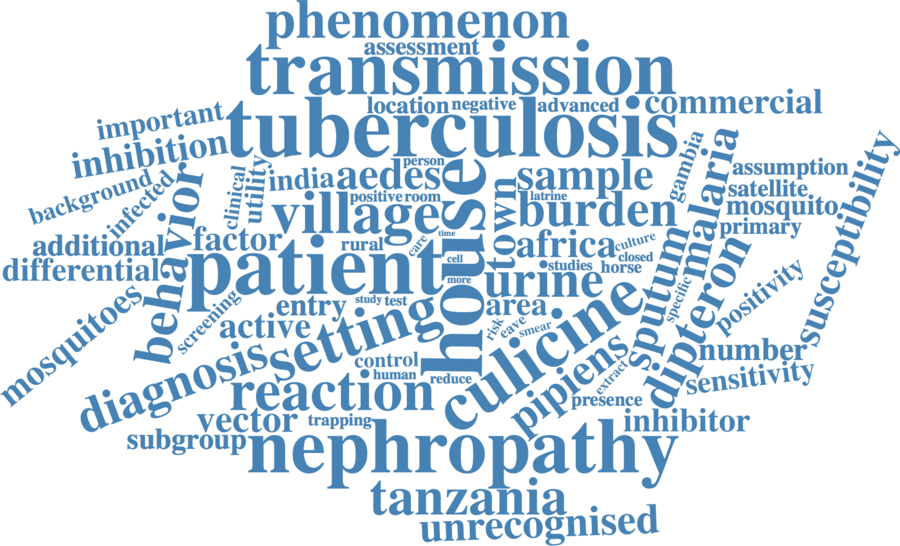 phenomenon
assessment
transmission
location
negative
advanced
commercial
important
tuberculosis
inhibition
person
background
infected
behavior
clinical
utility
india
aedes
house
sample
gambia
malaria
assumption
satellite
positive
room
latrine
village
town
burden
mosquito
primary
susceptibility
additional
factor
rural
care
time
africa
culture
closed
differential
patient
cell
more
urine
studies
horse
sputum
specific
dipteron
positivity
mosquitoes
screening
entry
study
test
area
active
setting
risk
eave
smear
culicine
diagnosis
control
human
reduce
pipiens
extract
number
sensitivity
reaction
presence
vector
trapping
inhibitor
subgroup
nephropathy
tanzania
unrecognised